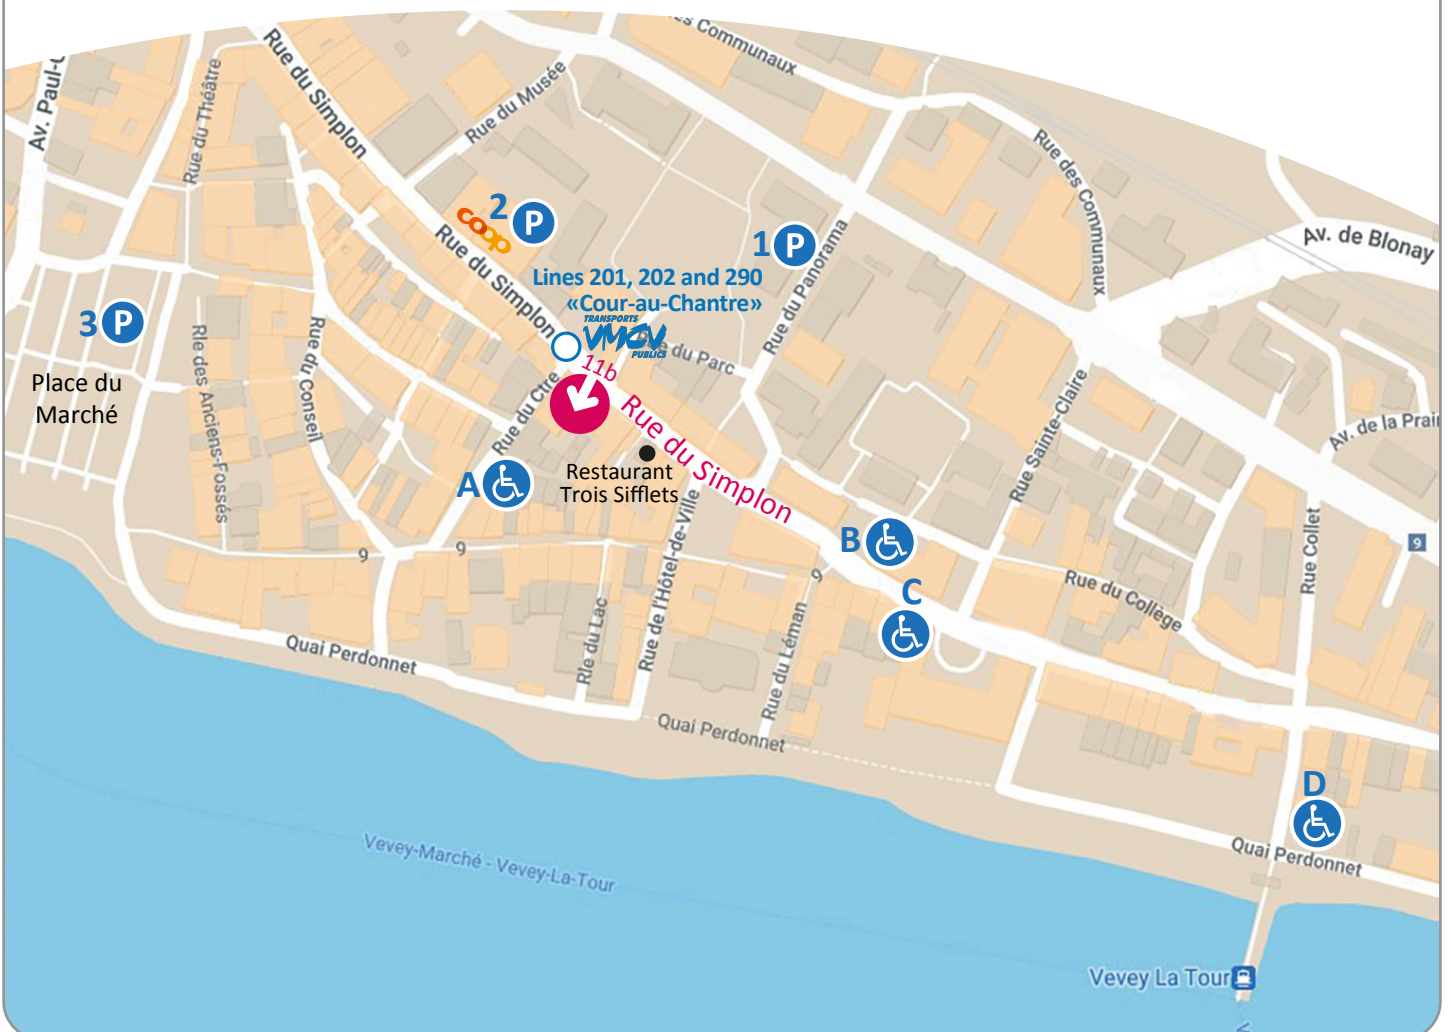 es Communaux
Rue du Simplon
Rue du Musée
Rue du Théâtre
Av. Paul-C
Rue des Communaux
Av. de Blonay
2 P
coop
1 P
Rue du Simplon
Lines 201, 202 and 290
«Cour-au-Chantre»
TRANSPORTS
VMCV
PUBLICS
Rue du Panorama
3 P
Rue du Parc
11b
Place du
Marché
Rle des Anciens-Fossés
Rue du Conseil
Rue du Ctre
Rue du Simplon
Rue Sainte-Claire
Av. de la Prair
Restaurant
Trois Sifflets
A
B
C
9
9
9
9
Rue de l'Hôtel-de-Ville
Rue Collet
Rue du Collège
Rle du Lac
Rue du Léman
Quai Perdonnet
Quai Perdonnet
D
Quai Perdonnet
Vevey-Marché - Vevey-La-Tour
Vevey La Tour